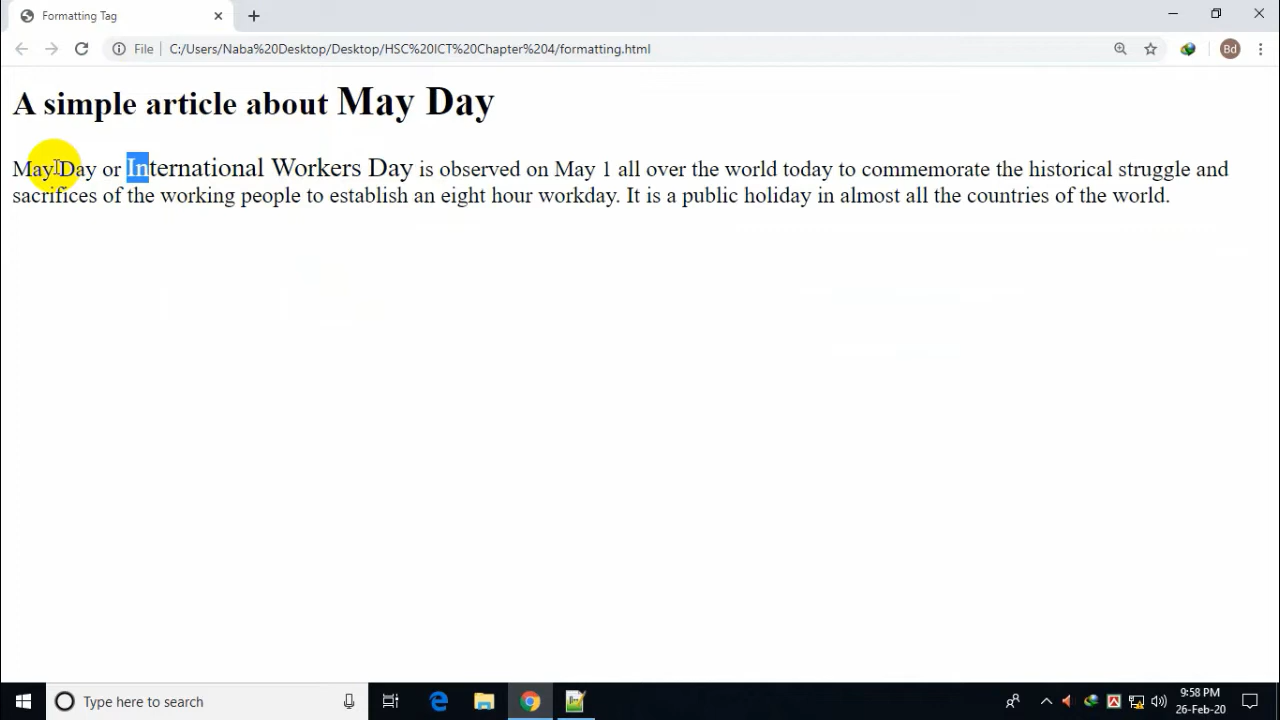 Formatting Tag
File C:/Users/Naba%20Desktop/Desktop/HSC%20ICT%20Chapter%204/formatting.html
Bd
A simple article about May Day
May Day or International Workers Day is observed on May 1 all over the world today to commemorate the historical struggle and
sacrifices of the working people to establish an eight hour workday. It is a public holiday in almost all the countries of the world.
Type here to search
9:58 PM
26-Feb-20